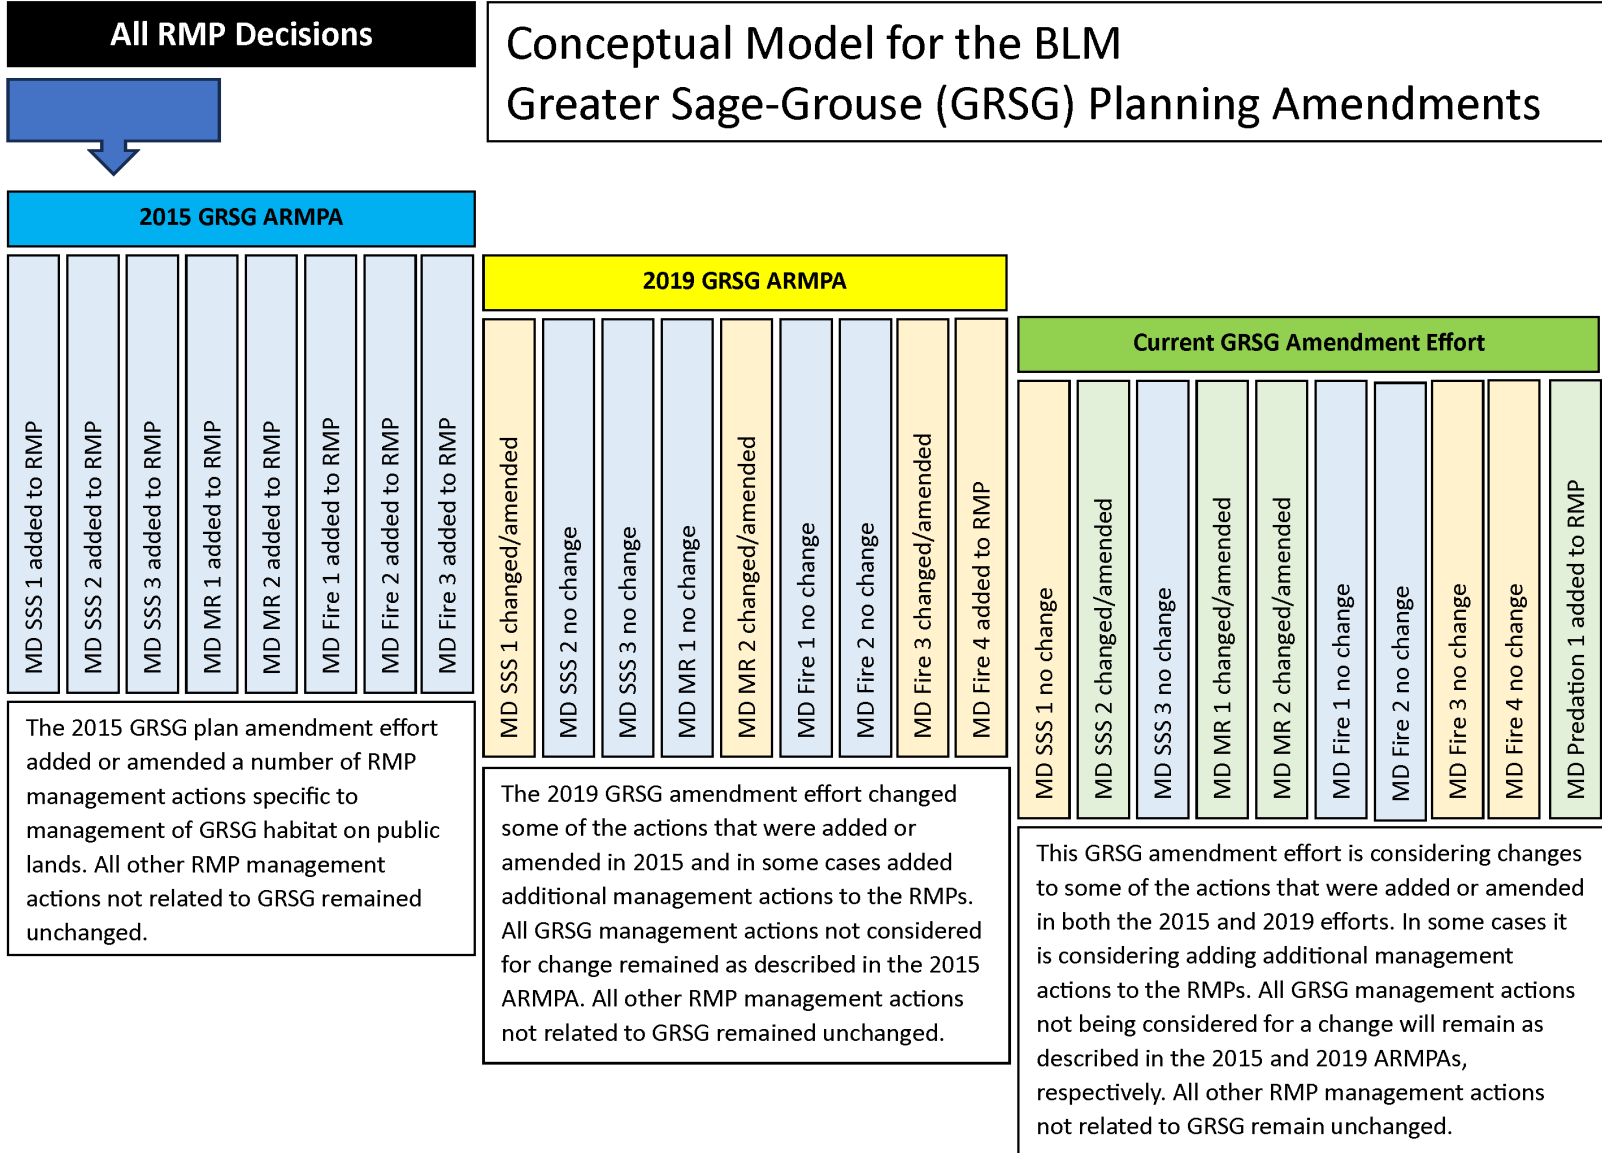 All RMP Decisions
Conceptual Model for the BLM
Greater Sage-Grouse (GRSG) Planning Amendments
2015 GRSG ARMPA
MD SSS 1 added to RMP
MD SSS 2 added to RMP
MD SSS 3 added to RMP
MD MR 1 added to RMP
MD MR 2 added to RMP
MD Fire 1 added to RMP
MD Fire 2 added to RMP
MD Fire 3 added to RMP
The 2015 GRSG plan amendment effort
added or amended a number of RMP
management actions specific to
management of GRSG habitat on public
lands. All other RMP management
actions not related to GRSG remained
unchanged.
2019 GRSG ARMPA
MD SSS 1 changed/amended
MD SSS 2 no change
MD SSS 3 no change
MD MR 1 no change
MD MR 2 changed/amended
MD Fire 1 no change
MD Fire 2 no change
MD Fire 3 changed/amended
MD Fire 4 added to RMP
The 2019 GRSG amendment effort changed
some of the actions that were added or
amended in 2015 and in some cases added
additional management actions to the RMPs.
All GRSG management actions not considered
for change remained as described in the 2015
ARMPA. All other RMP management actions
not related to GRSG remained unchanged.
Current GRSG Amendment Effort
MD SSS 1 no change
MD SSS 2 changed/amended
MD SSS 3 no change
MD MR 1 changed/amended
MD MR 2 changed/amended
MD Fire 1 no change
MD Fire 2 no change
MD Fire 3 no change
MD Fire 4 no change
MD Predation 1 added to RMP
This GRSG amendment effort is considering changes
to some of the actions that were added or amended
in both the 2015 and 2019 efforts. In some cases it
is considering adding additional management
actions to the RMPs. All GRSG management actions
not being considered for a change will remain as
described in the 2015 and 2019 ARMPAs,
respectively. All other RMP management actions
not related to GRSG remain unchanged.